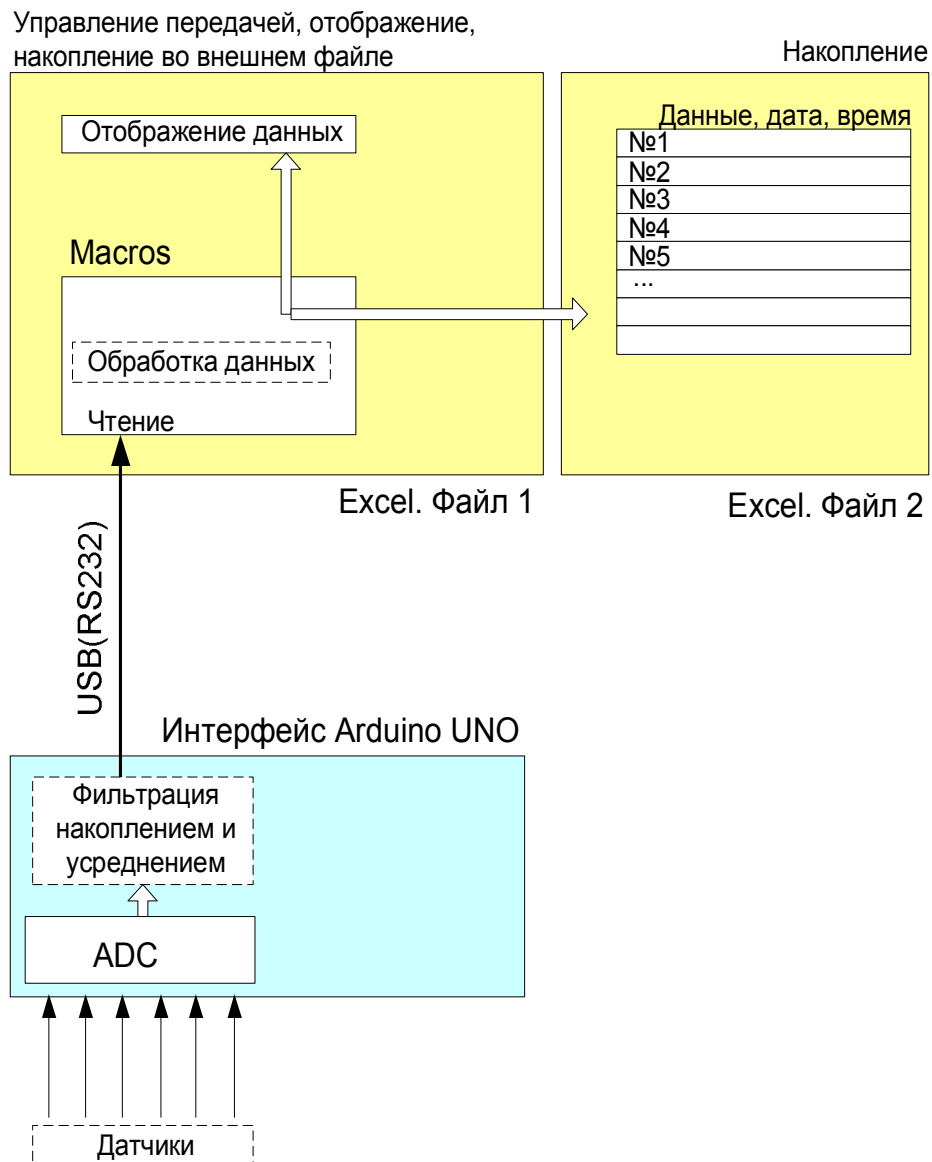 Управление передачей, отображение,
накопление во внешнем файле
Накопление
Отображение данных
Данные, дата, время
№1
№2
№3
№4
№5
...
Macros
Обработка данных
Чтение
Excel. Файл 1
Excel. Файл 2
USB(RS232)
Интерфейс Arduino UNO
Фильтрация
накоплением и
усреднением
ADC
Датчики